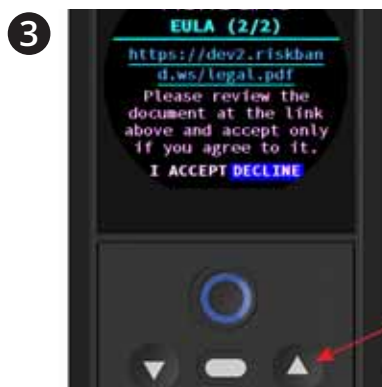 3
EULA (2/2)
https://dev2.riskban
d.ws/legal.pdf
Please review the
document at the link
above and accept only
if you agree to it.
I ACCEPT DECLINE